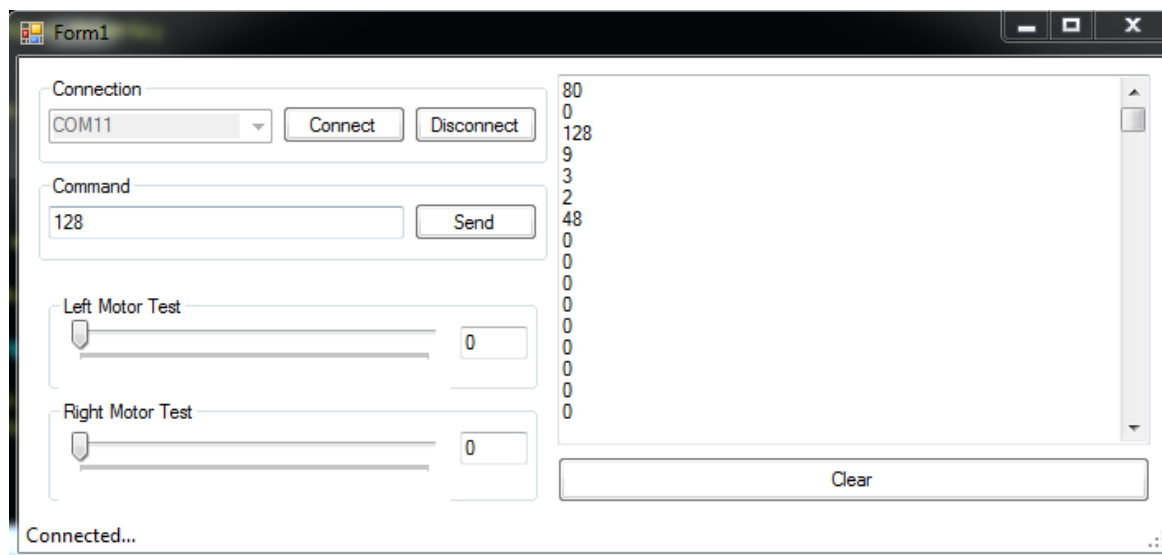 Form1
Connection
COM11
Connect
Disconnect
Command
128
Send
Left Motor Test
0
Right Motor Test
0
80
0
128
9
3
2
48
0
0
0
0
0
0
0
0
0
Clear
Connected...